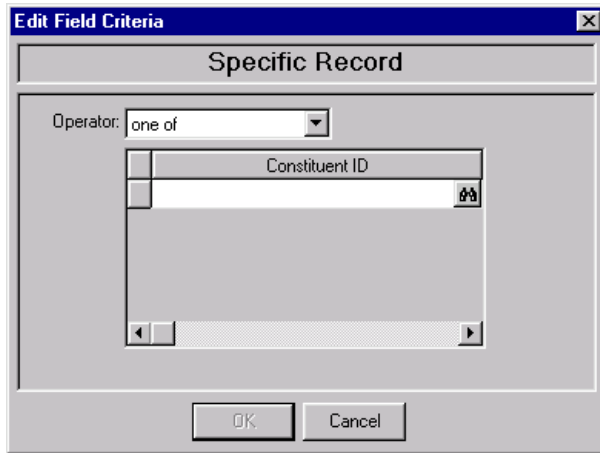 Edit Field Criteria
Specific Record
Operator: one of
Constituent ID
OK Cancel